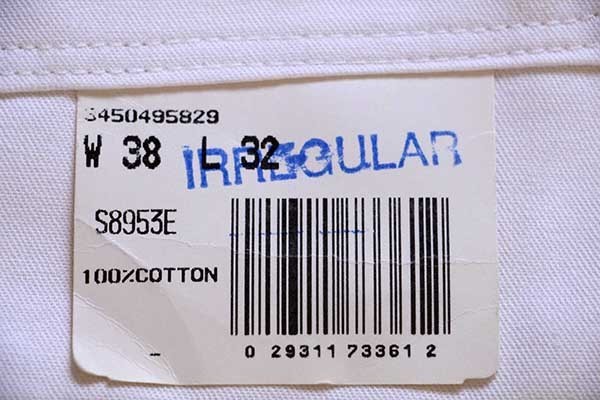 3450495829
W 38 L 32
IRREGULAR
S8953E
100%COTTON
0 29311 73361 2